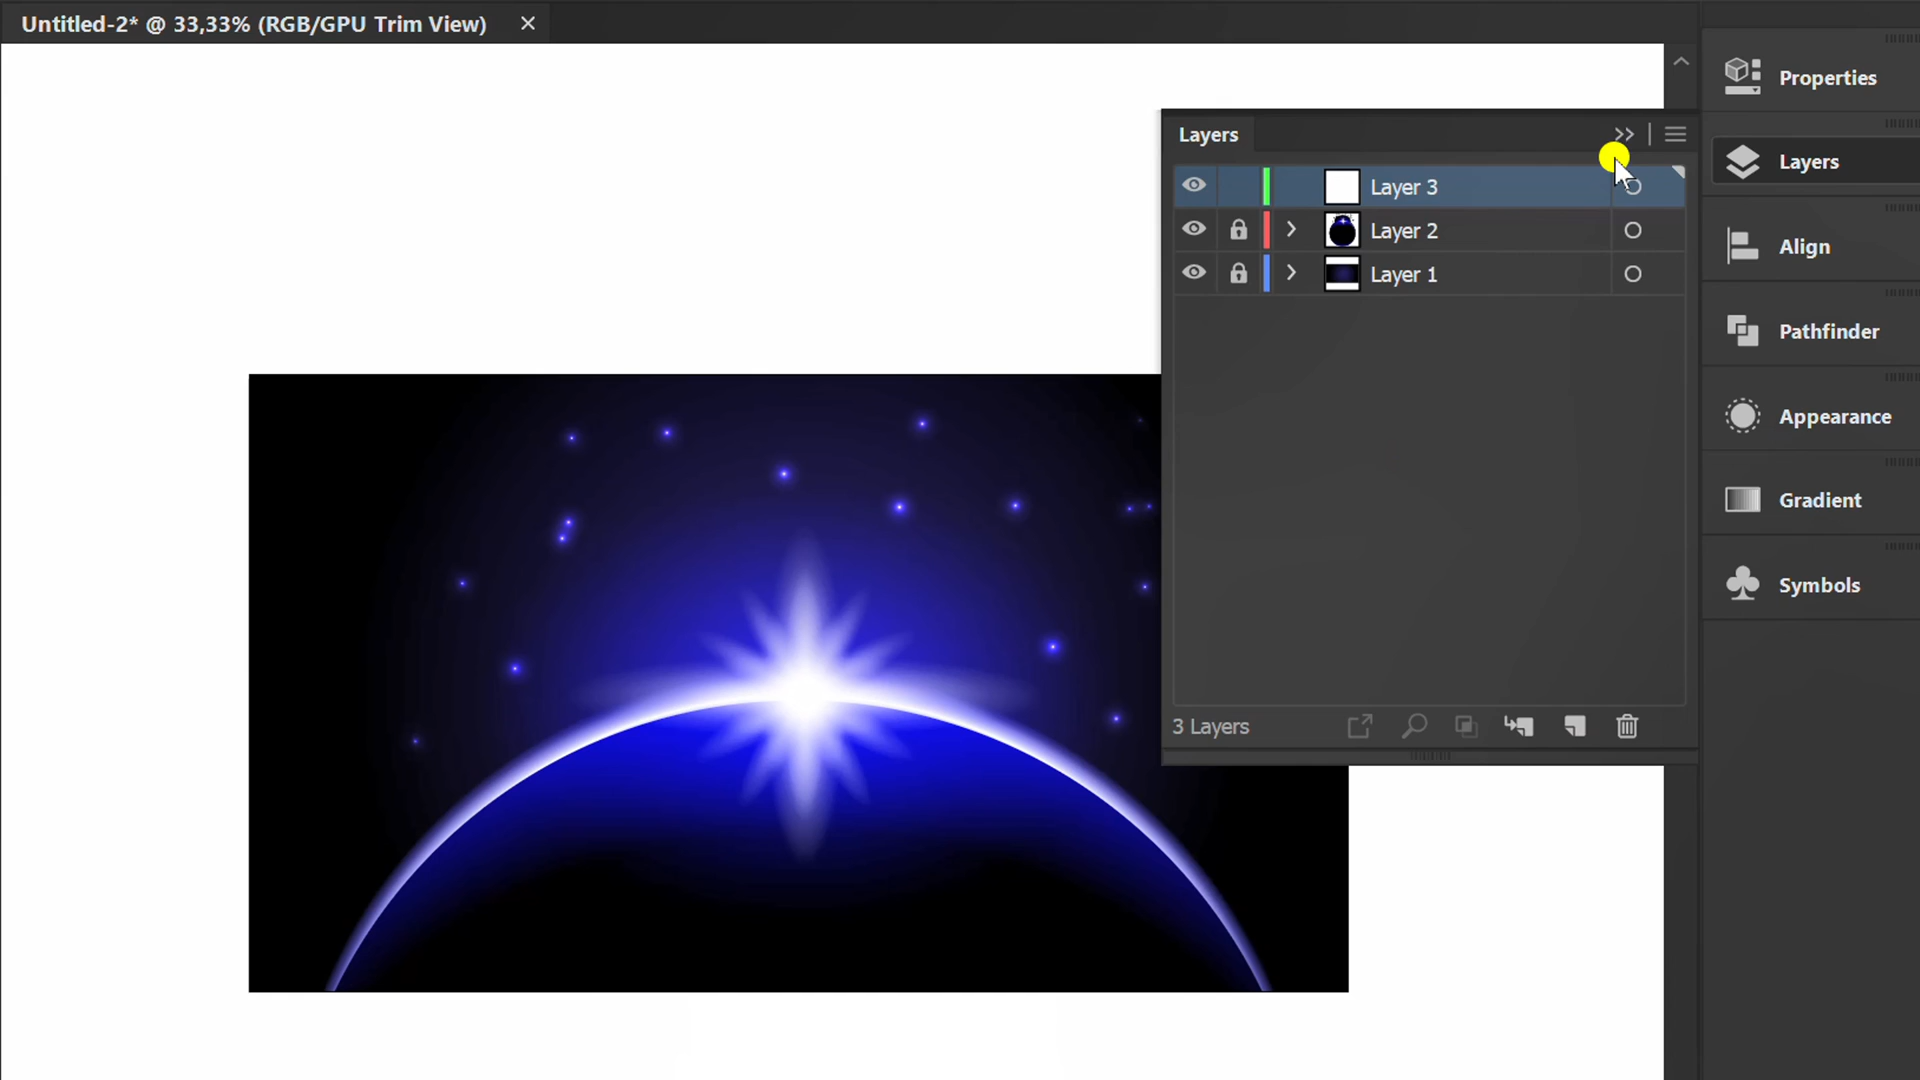 Untitled-2* @ 33,33% (RGB/GPU Trim View)
Layers
Layer 3
Layer 2
Layer 1
3 Layers
Properties
Layers
Align
Pathfinder
Appearance
Gradient
Symbols